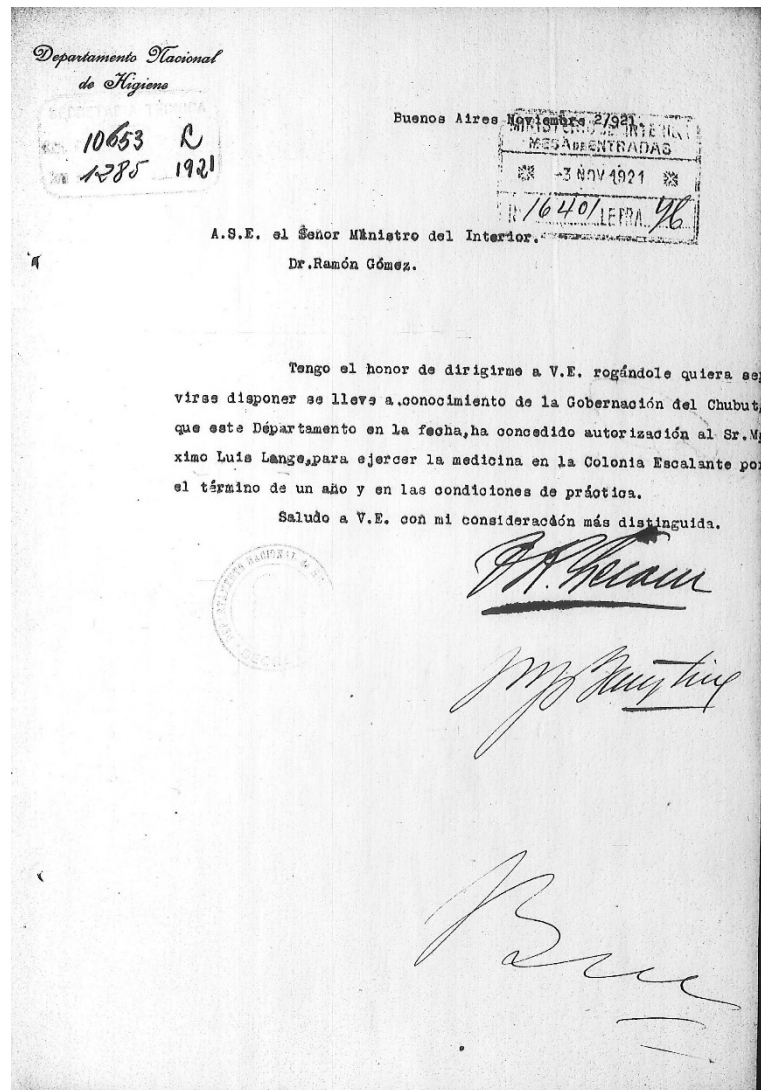 Departamento Nacional
de Higiene
SECRETARIA TECNICA
10653 L
1285 1921
Buenos Aires Noviembre 2/921.
MINISTERIO DEL INTERIOR
MESA DE ENTRADAS
-3 NOV 1921
N 16401 LETRA
A.S.E. el Señor Ministro del Interior.
Dr.Ramón Gómez.
Tengo el honor de dirigirme a V.E. rogándole quiera ser
virse disponer se lleve a.conocimiento de la Gobernación del Chubut,
que este Departamento en la fecha,ha concedido autorización al Sr.Má
ximo Luis Lange,para ejercer la medicina en la Colonia Escalante por
el término de un año y en las condiciones de práctica.
Saludo a V.E. con mi consideración más distinguida.
DEPARTAMENTO NACIONAL